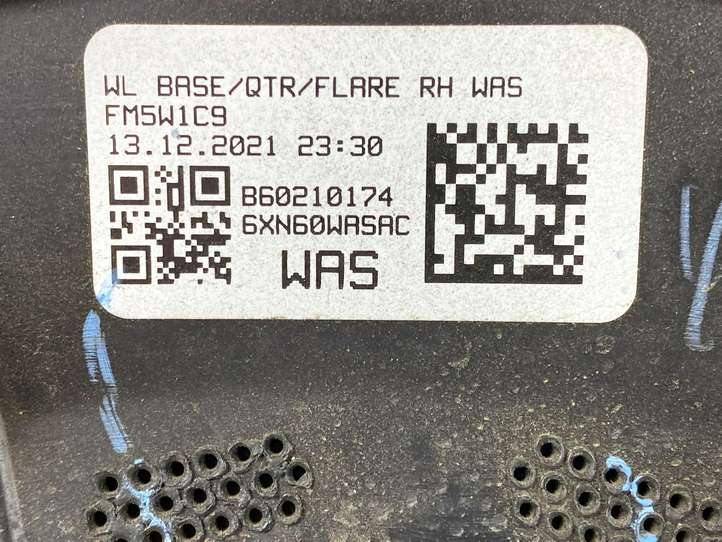 WL BASE/QTR/FLARE RH WAS
FM5W1C9
13.12.2021 23:30
B60210174
6XN60WASAC
WAS